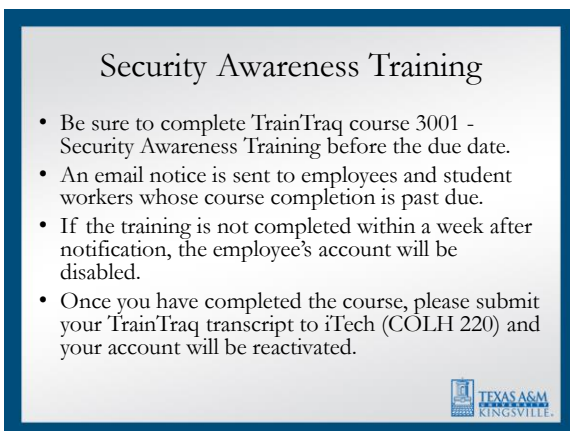 Security Awareness Training
• Be sure to complete TrainTraq course 3001 -
Security Awareness Training before the due date.
• An email notice is sent to employees and student
workers whose course completion is past due.
• If the training is not completed within a week after
notification, the employee's account will be
disabled.
• Once you have completed the course, please submit
your TrainTraq transcript to iTech (COLH 220) and
your account will be reactivated.
TEXAS A&M
UNIVERSITY
KINGSVILLE.